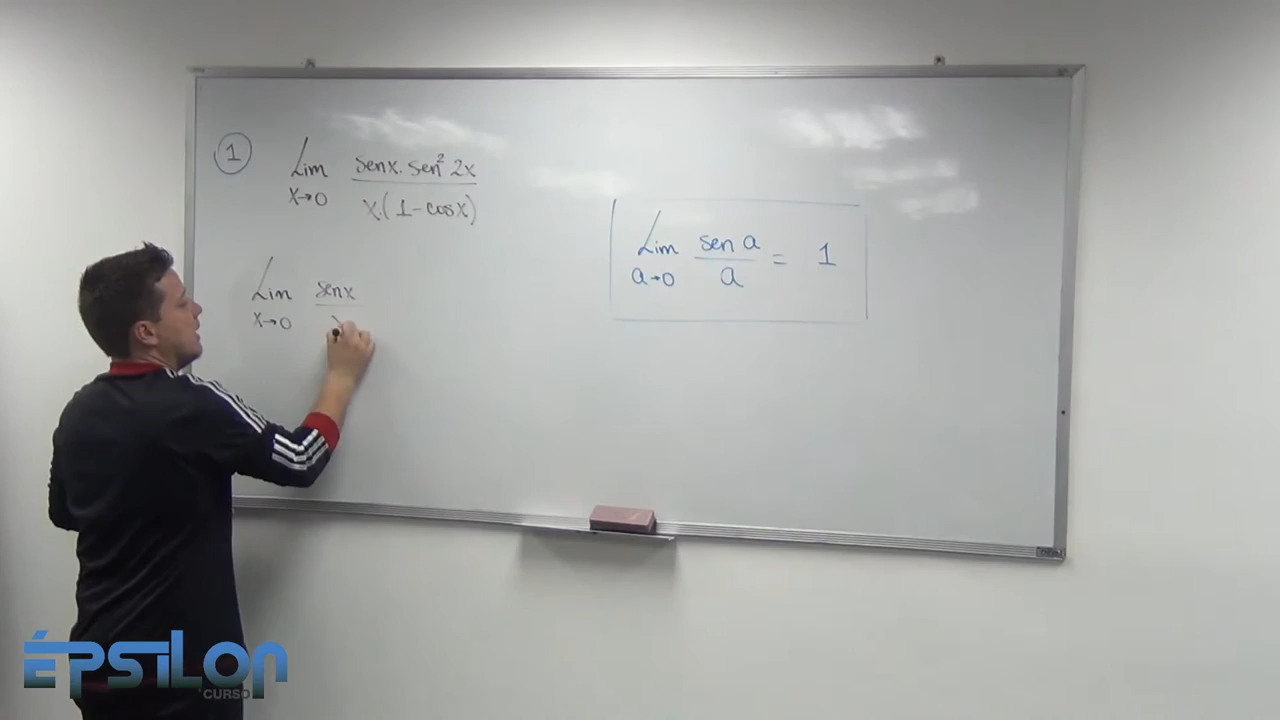 1
Lim x→0 senx. sen² 2x / x.(1-cosx)
Lim x→0 senx / x
Lim a→0 sen a / a = 1
ÉPSILON
CURSO